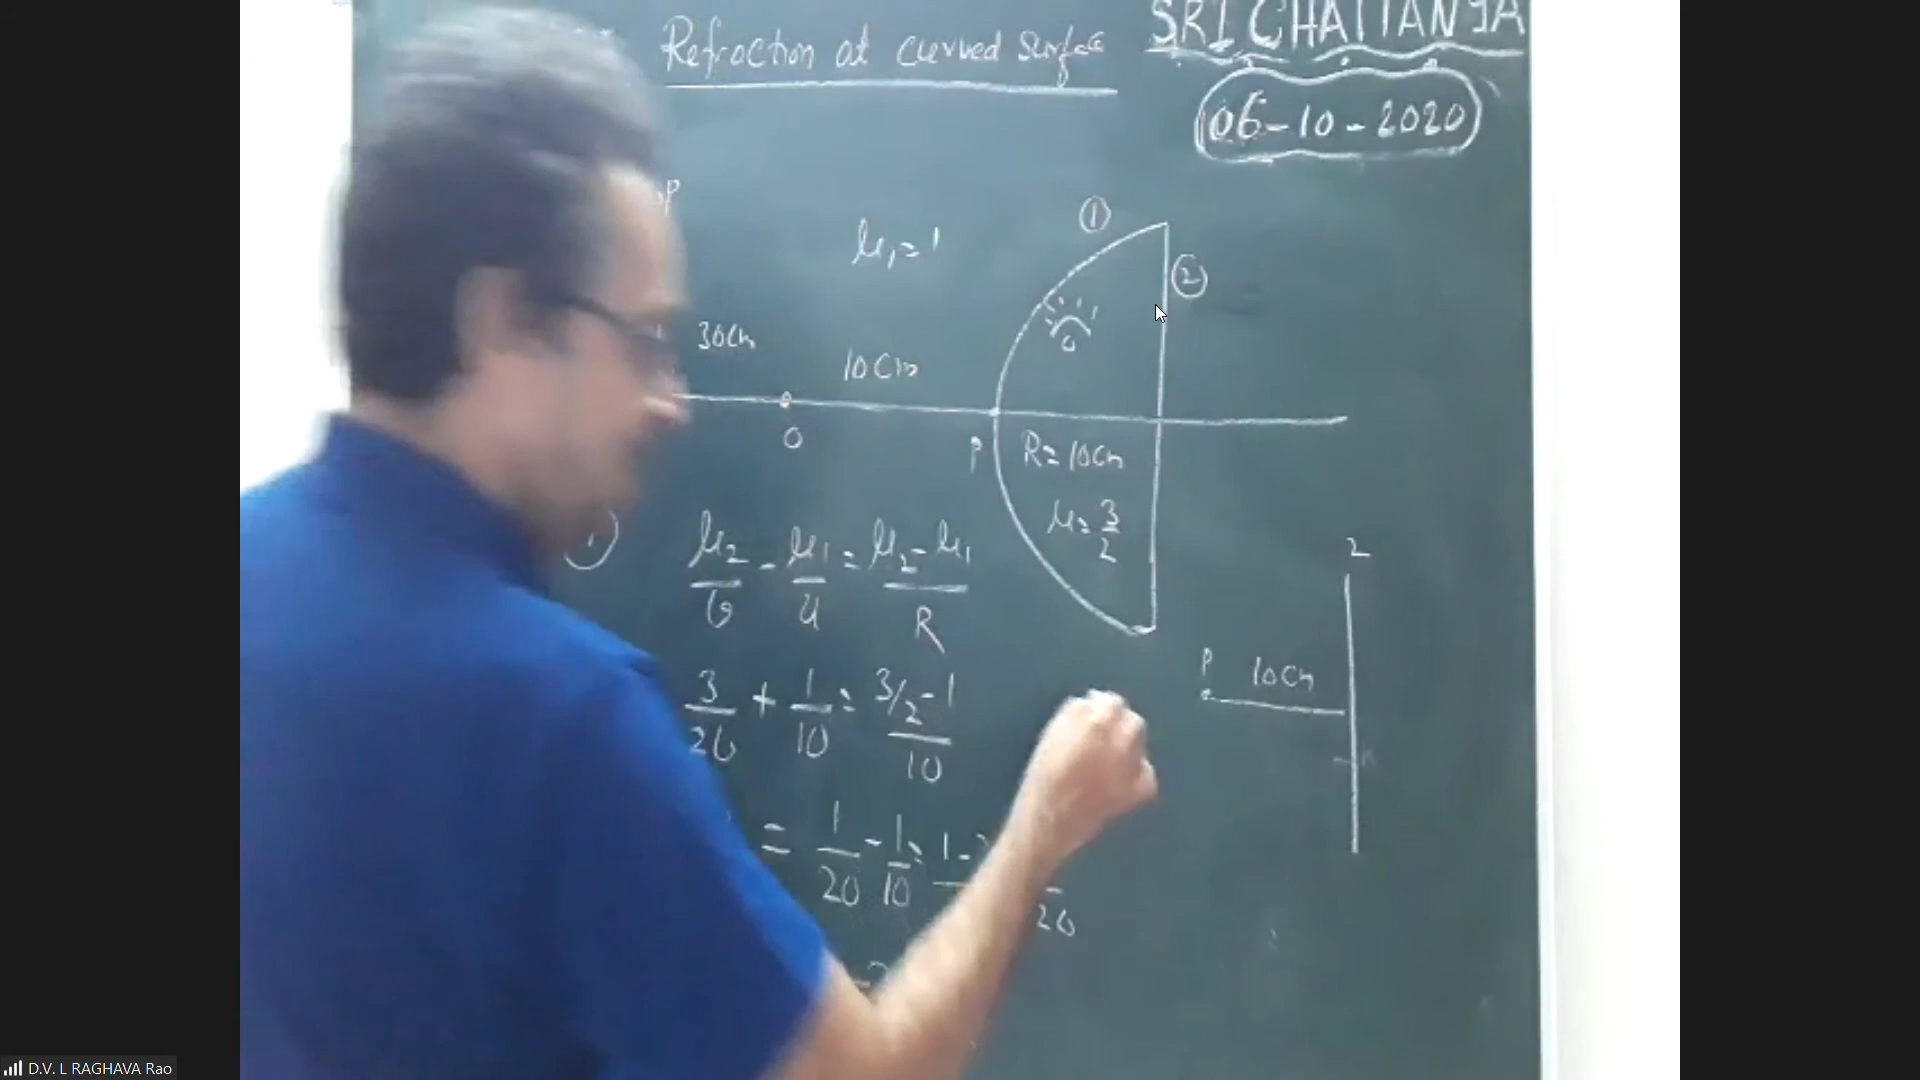 Refraction at curved surface
SRI CHAITANYA
06-10-2020
P
μ₁=1
①
②
30cm
10cm
O
P
R=10cm
μ=3/2
①
μ₂/v - μ₁/u = μ₂-μ₁/R
3/2v + 1/10 = 3/2-1/10
= 1/20 - 1/10 =
20
2
P 10cm
D.V. L RAGHAVA Rao